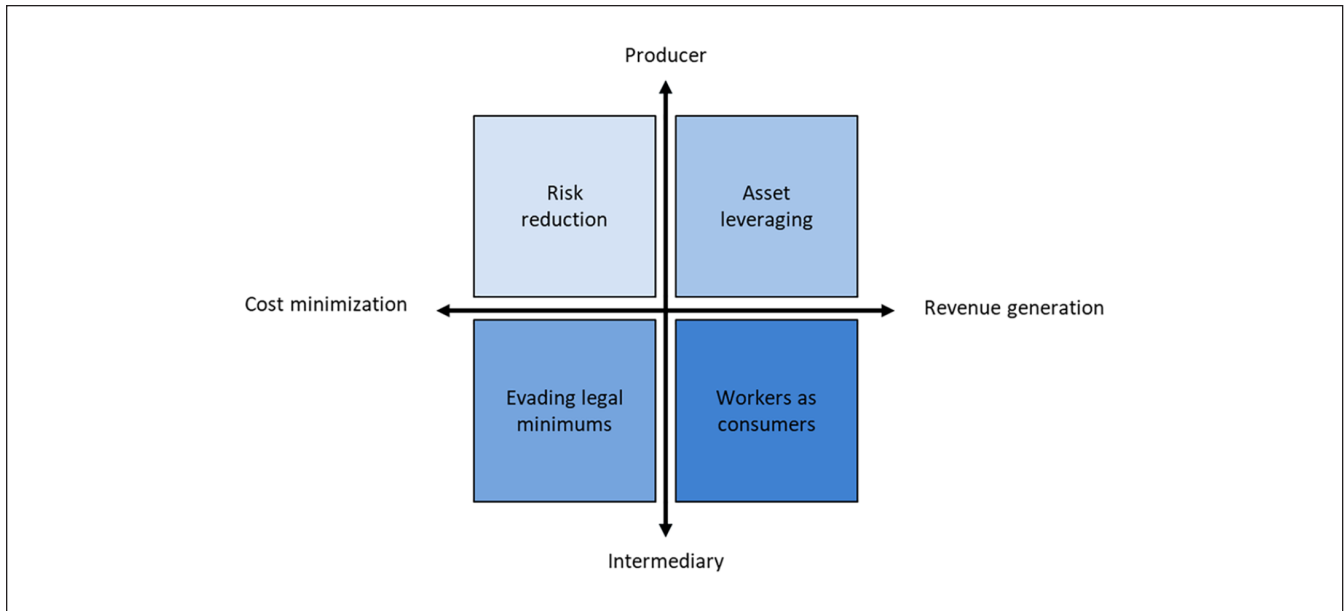 Producer
Risk
reduction
Asset
leveraging
Cost minimization
Revenue generation
Evading legal
minimums
Workers as
consumers
Intermediary